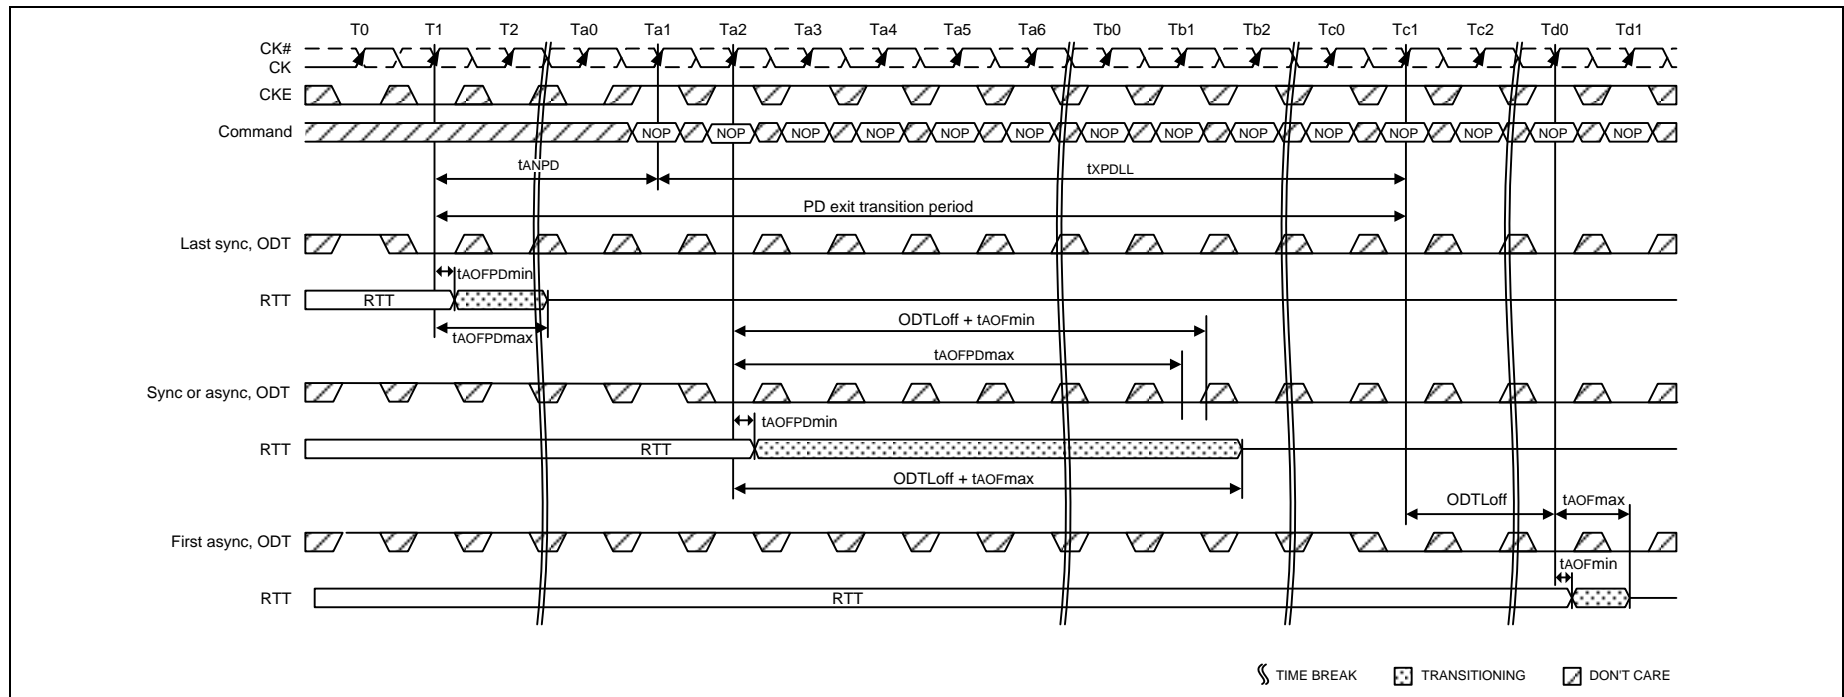 T0 T1 T2 Ta0 Ta1 Ta2 Ta3 Ta4 Ta5 Ta6 Tb0 Tb1 Tb2 Tc0 Tc1 Tc2 Td0 Td1
CK#
CK
CKE
Command NOP NOP NOP NOP NOP NOP NOP NOP NOP NOP NOP NOP NOP NOP
tANPD tXPDLL
PD exit transition period
Last sync, ODT
tAOFPDmin
RTT RTT
tAOFPDmax
ODTLoff + tAOFmin
tAOFPDmax
Sync or async, ODT
tAOFPDmin
RTT RTT
ODTLoff + tAOFmax
ODTLoff tAOFmax
First async, ODT
tAOFmin
RTT RTT
TIME BREAK TRANSITIONING DON'T CARE